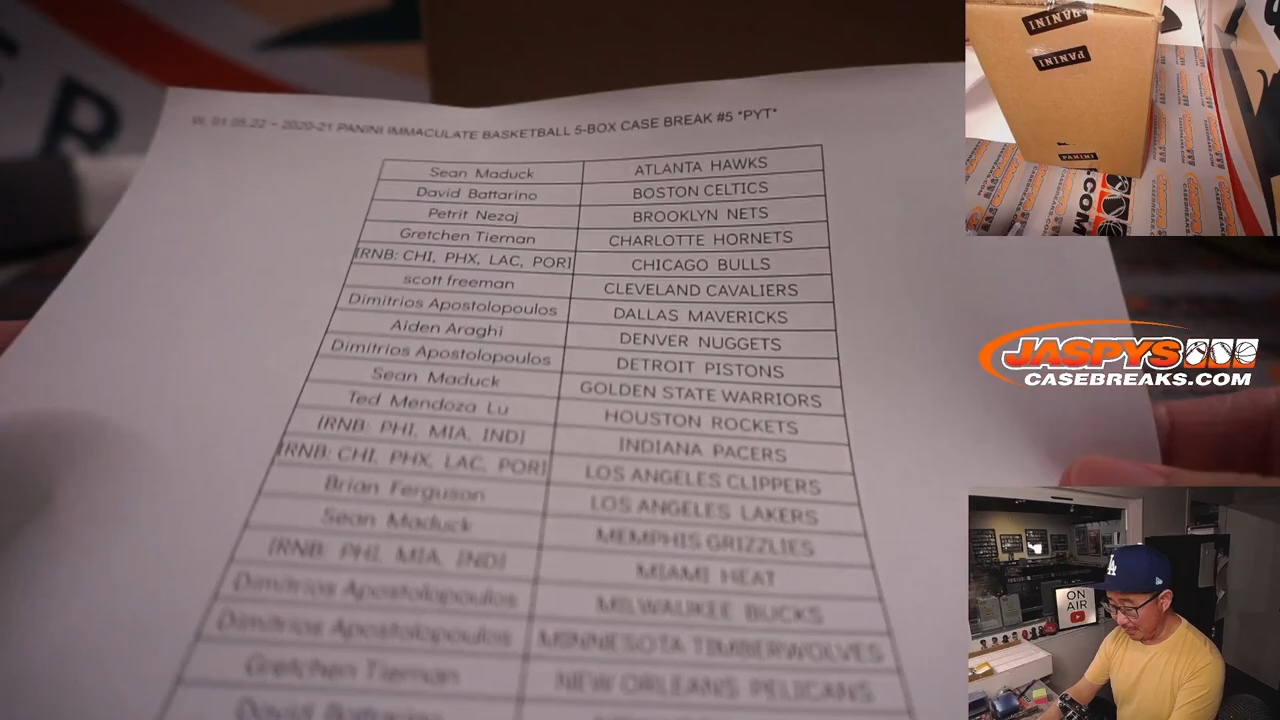 W. 01.05.22 - 2020-21 PANINI IMMACULATE BASKETBALL 5-BOX CASE BREAK #5 *PYT*
Sean Maduck ATLANTA HAWKS
David Battarino BOSTON CELTICS
Petrit Nezaj BROOKLYN NETS
Gretchen Tiernan CHARLOTTE HORNETS
[RNB: CHI, PHX, LAC, POR] CHICAGO BULLS
scott freeman CLEVELAND CAVALIERS
Dimitrios Apostolopoulos DALLAS MAVERICKS
Aiden Araghi DENVER NUGGETS
Dimitrios Apostolopoulos DETROIT PISTONS
Sean Maduck GOLDEN STATE WARRIORS
Ted Mendoza Lu HOUSTON ROCKETS
[RNB: PHI, MIA, IND] INDIANA PACERS
[RNB: CHI, PHX, LAC, POR] LOS ANGELES CLIPPERS
Brian Ferguson LOS ANGELES LAKERS
Sean Maduck MEMPHIS GRIZZLIES
[RNB: PHI, MIA, IND] MIAMI HEAT
Dimitrios Apostolopoulos MILWAUKEE BUCKS
Dimitrios Apostolopoulos MINNESOTA TIMBERWOLVES
Gretchen Tiernan NEW ORLEANS PELICANS
David Battarino
PANINI
PANINI
PANINI
JASPYS
CASEBREAKS.COM
ON
AIR